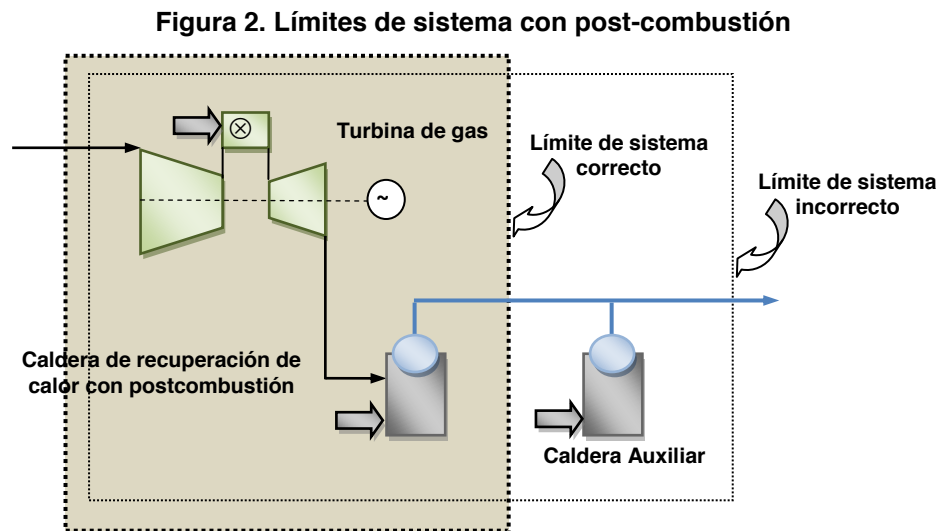 Figura 2. Límites de sistema con post-combustión
Turbina de gas
Límite de sistema
correcto
Límite de sistema
incorrecto
~
Caldera de recuperación de
calor con postcombustión
Caldera Auxiliar